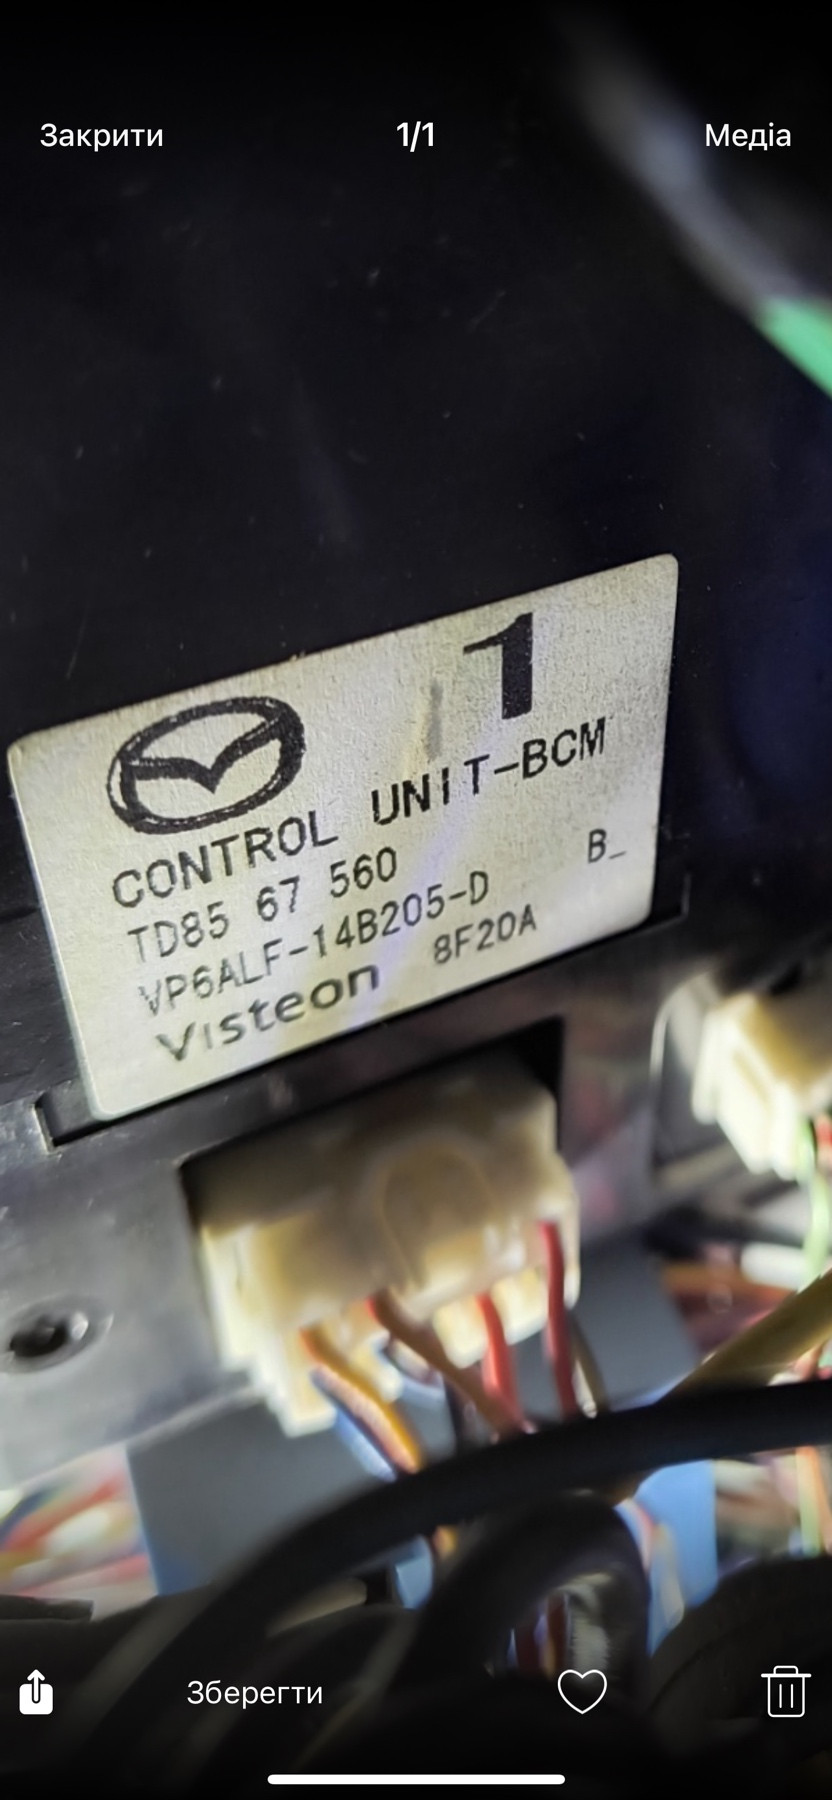 Закрити 1/1 Медіа
1
CONTROL UNIT-BCM
TD85 67 560 B_
VP6ALF-14B205-D
Visteon 8F20A
Зберегти